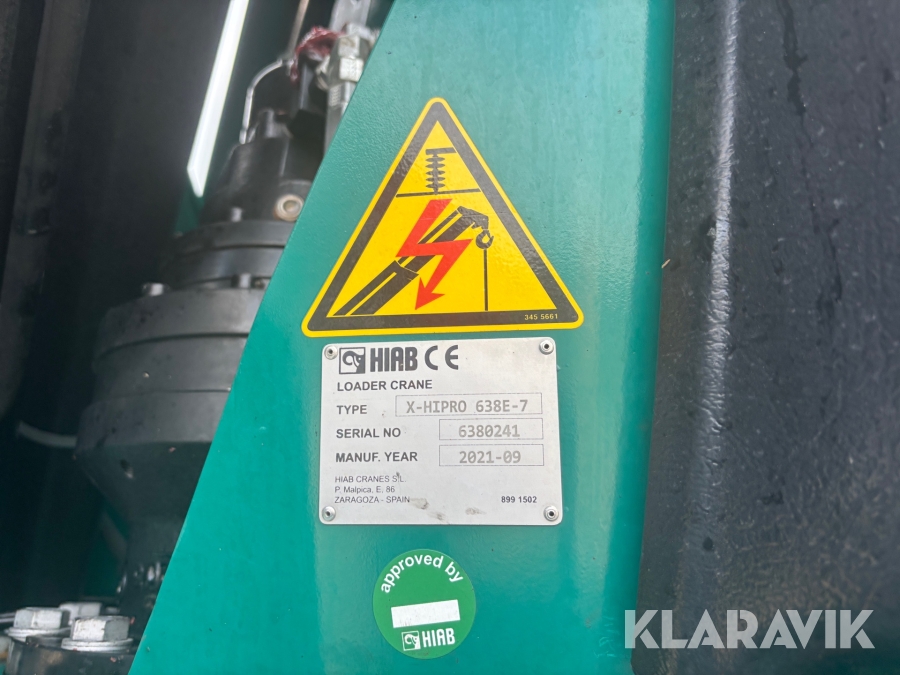 KLARAVIK
345 5661
HIAB CE
LOADER CRANE
TYPE X-HIPRO 638E-7
SERIAL NO 6380241
MANUF. YEAR 2021-09
HIAB CRANES S.L.
P. Malpica, E, 86
ZARAGOZA - SPAIN 899 1502
approved by
HIAB
KLARAVIK